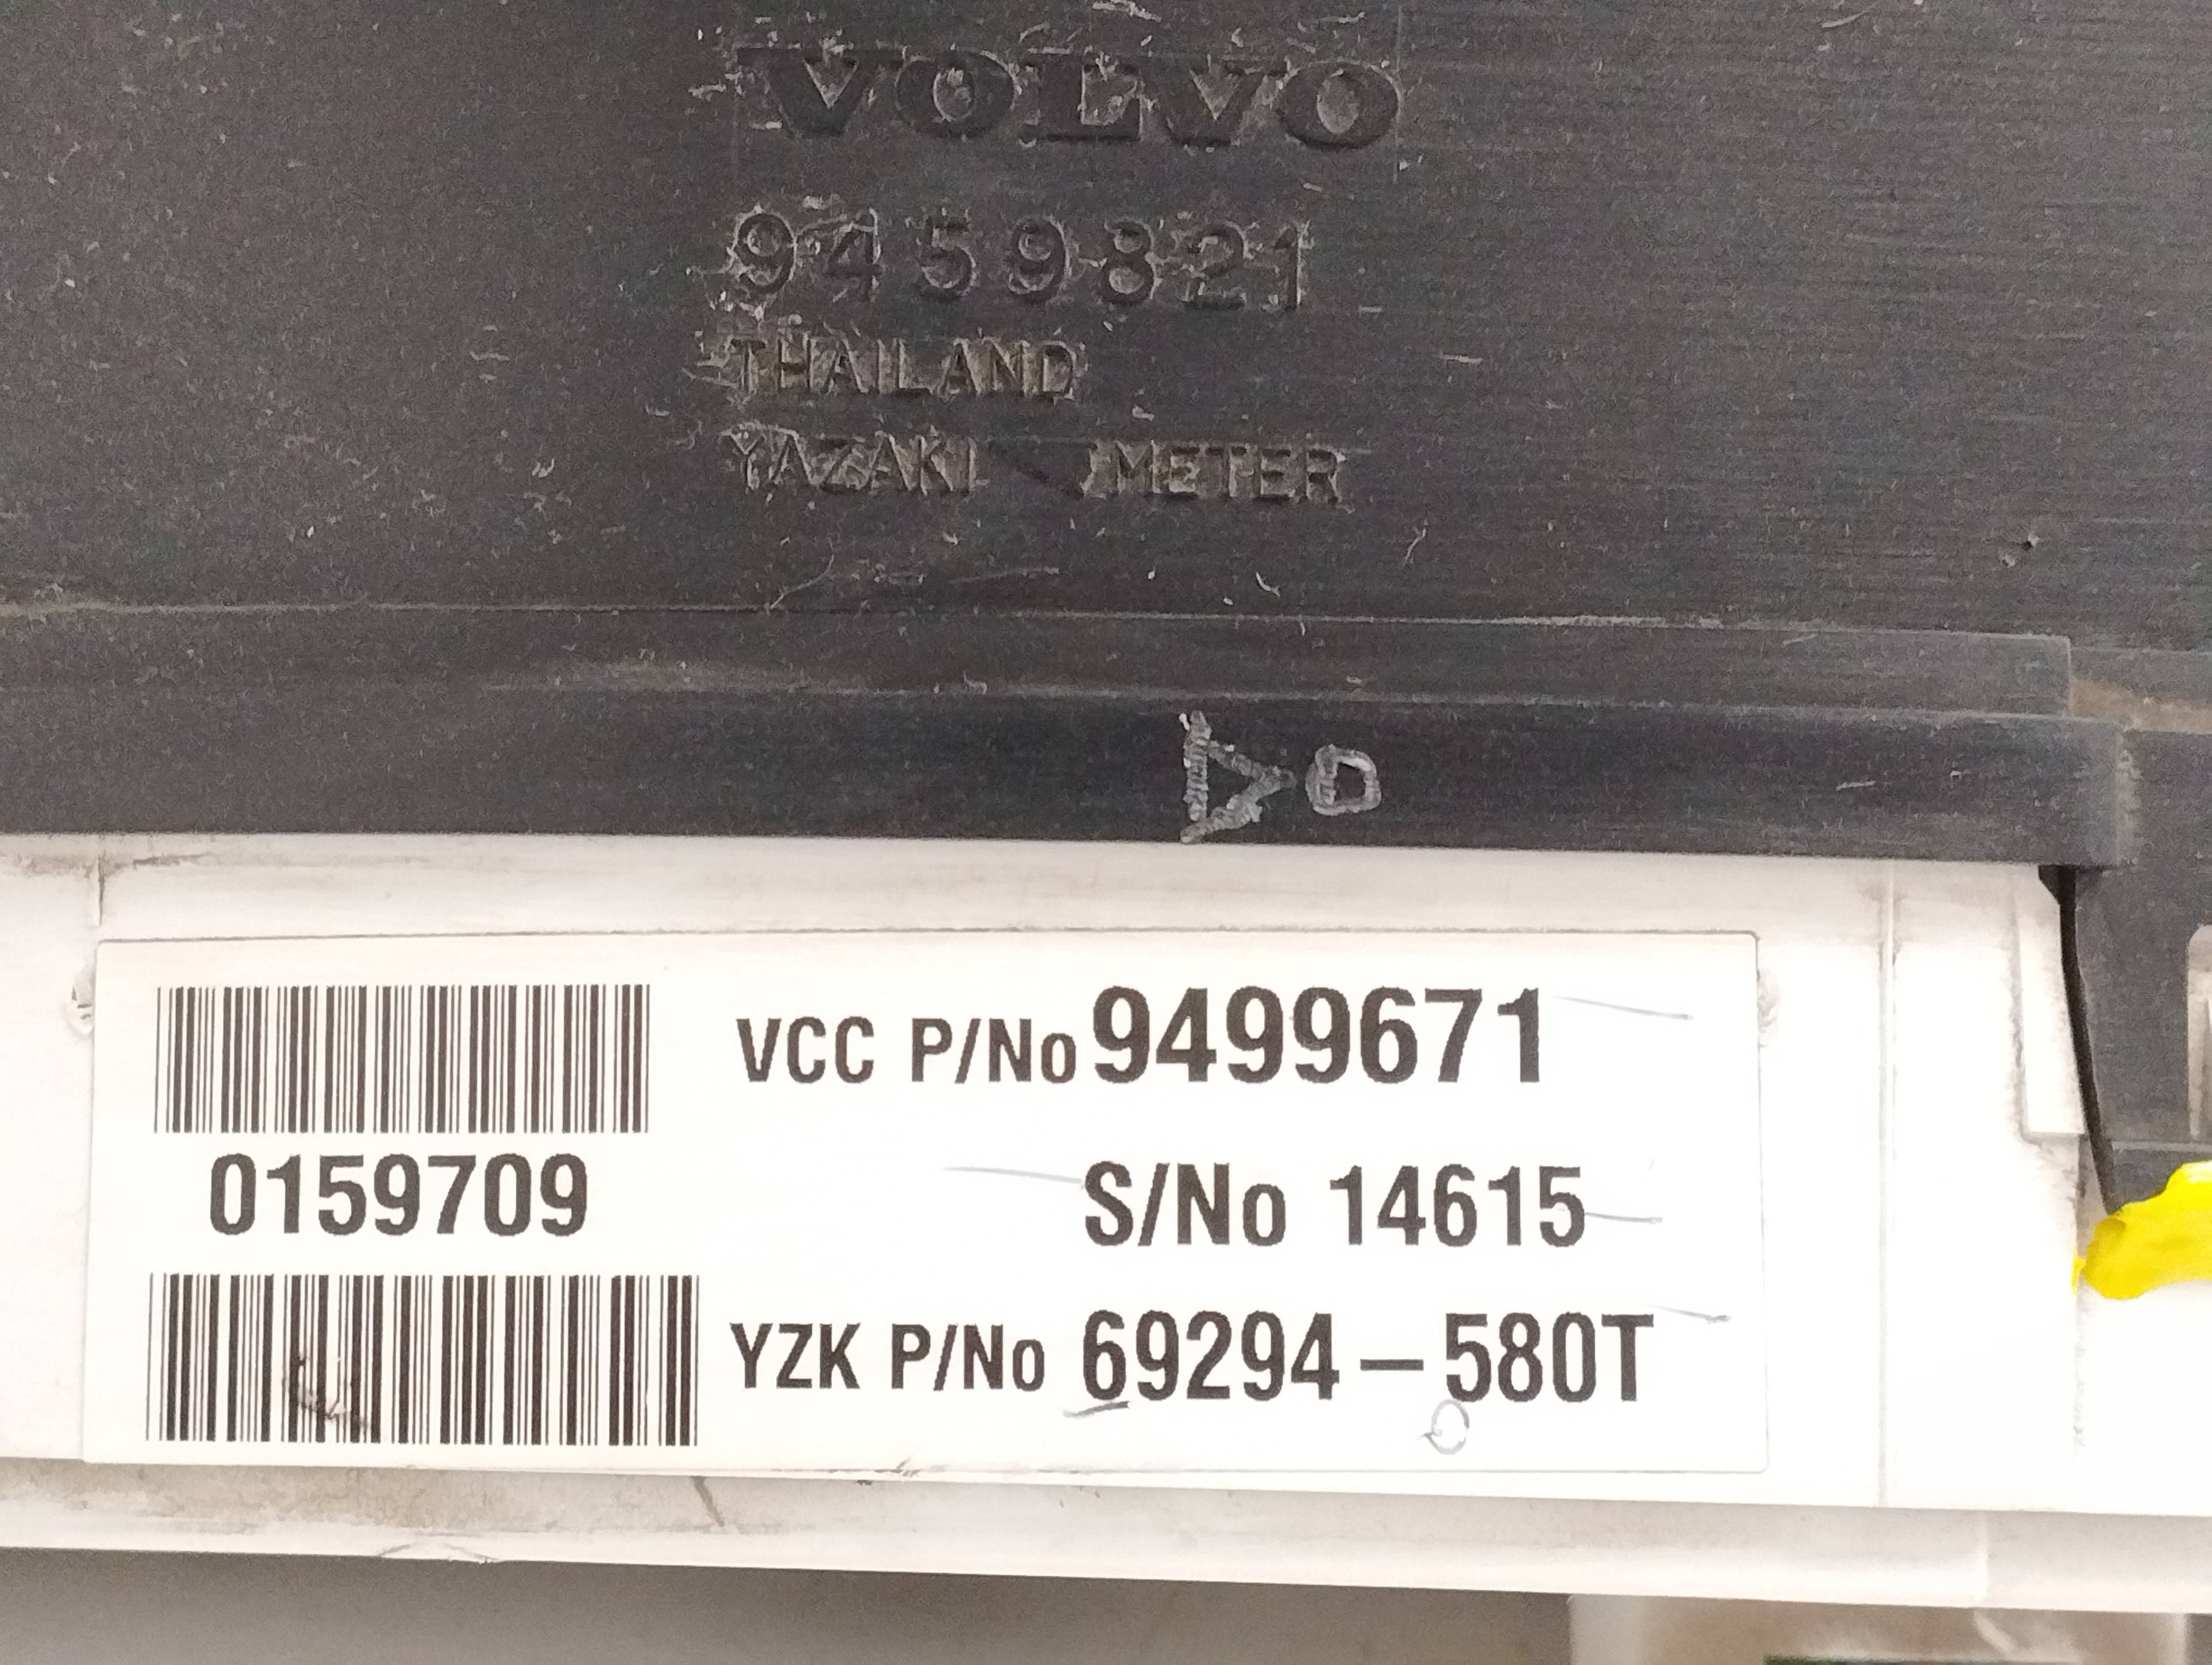 VOLVO
9459821
THAILAND
YAZAKI METER
VCC P/No 9499671
0159709
S/No 14615
YZK P/No 69294-580T